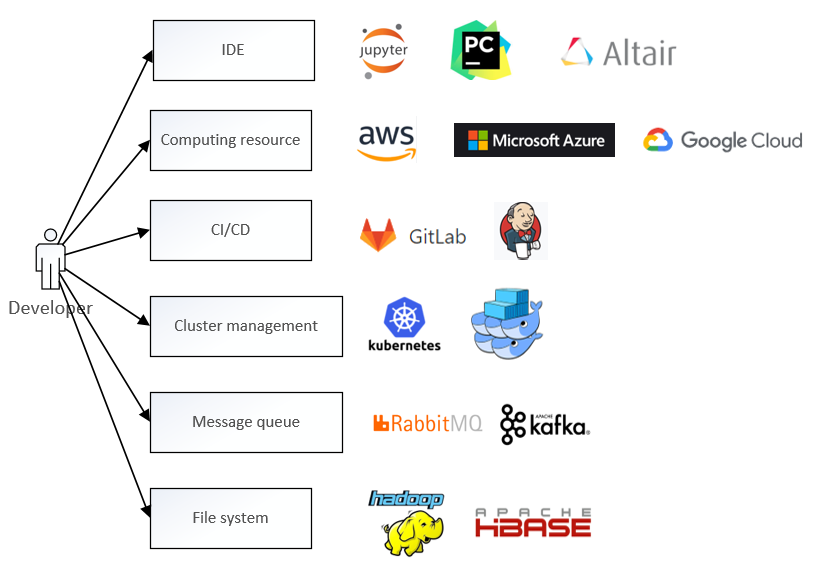 IDE
jupyter
PC
Altair
Computing resource
aws
Microsoft Azure
Google Cloud
CI/CD
GitLab
Developer
Cluster management
kubernetes
Message queue
RabbitMQ
APACHE
kafka
File system
hadoop
APACHE
HBASE